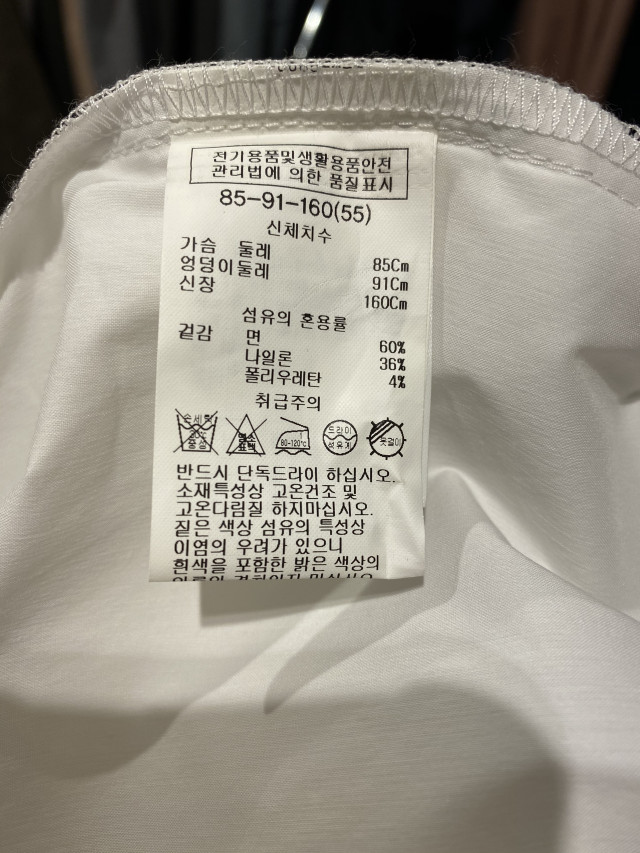 전기용품및생활용품안전
관리법에 의한 품질표시
85-91-160(55)
신체치수
가슴 둘레 85Cm
엉덩이둘레 91Cm
신장 160Cm
섬유의 혼용률
겉감 면 60%
나일론 36%
폴리우레탄 4%
취급주의
손세탁 중성
염소 표백
80-120℃
드라이
석유계
옷걸이
반드시 단독드라이 하십시오.
소재특성상 고온건조 및
고온다림질 하지마십시오.
짙은 색상 섬유의 특성상
이염의 우려가 있으니
흰색을 포함한 밝은 색상의